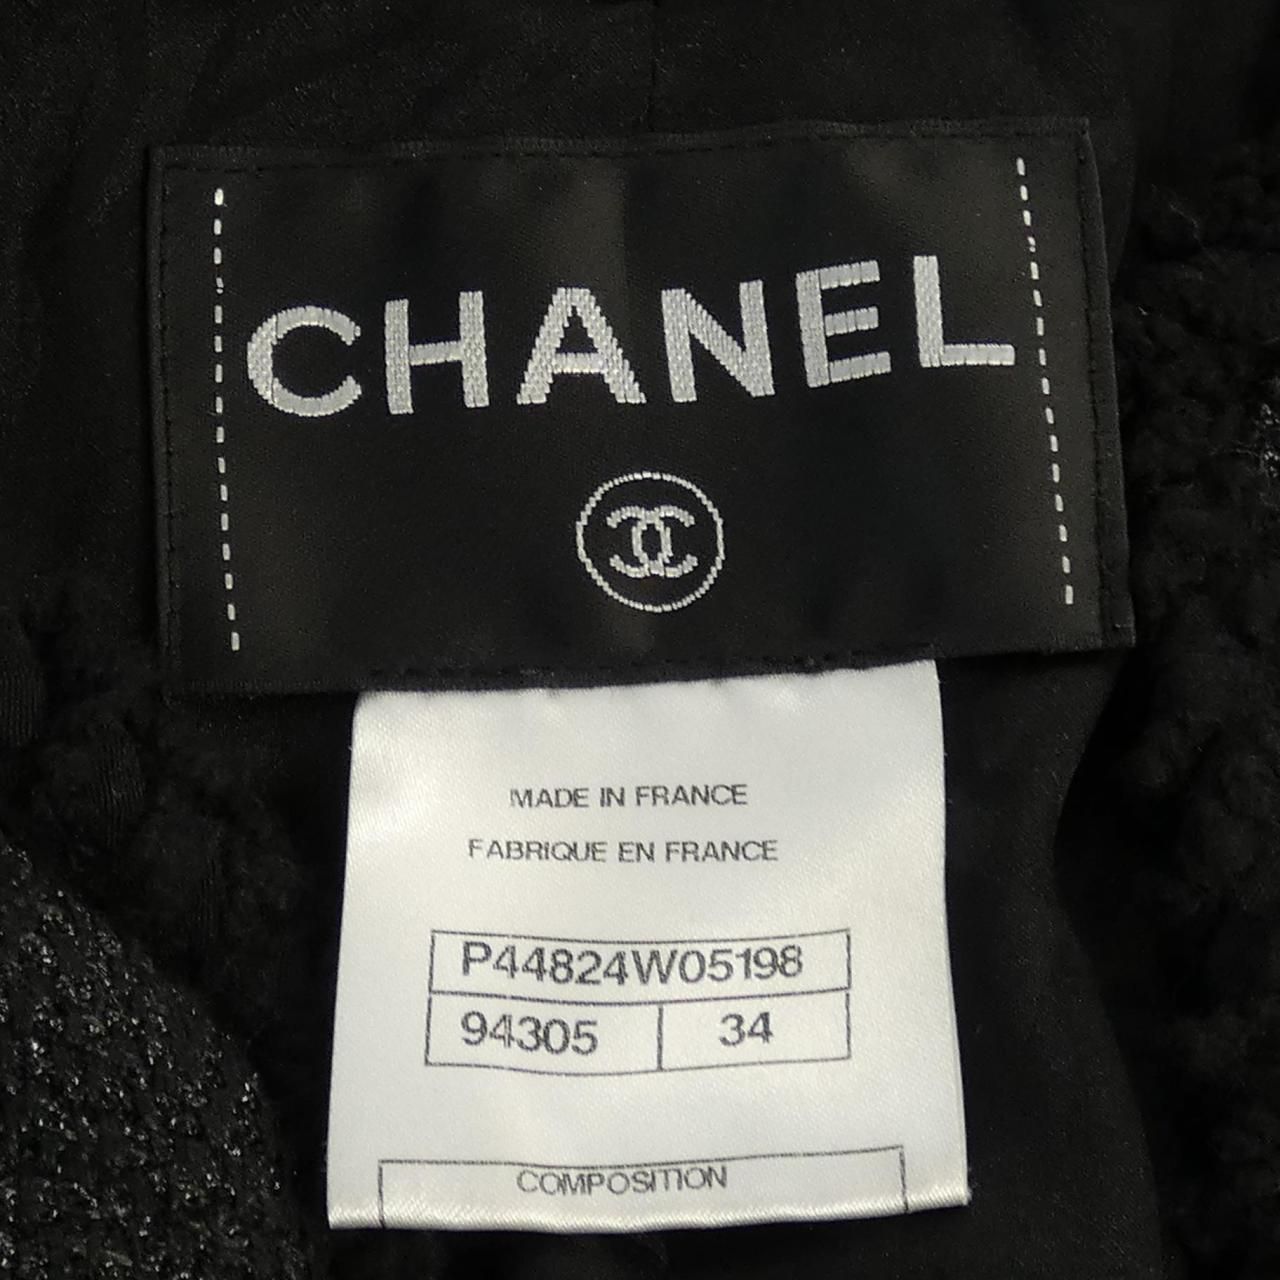 CHANEL
MADE IN FRANCE
FABRIQUE EN FRANCE
P44824W05198
94305 34
COMPOSITION